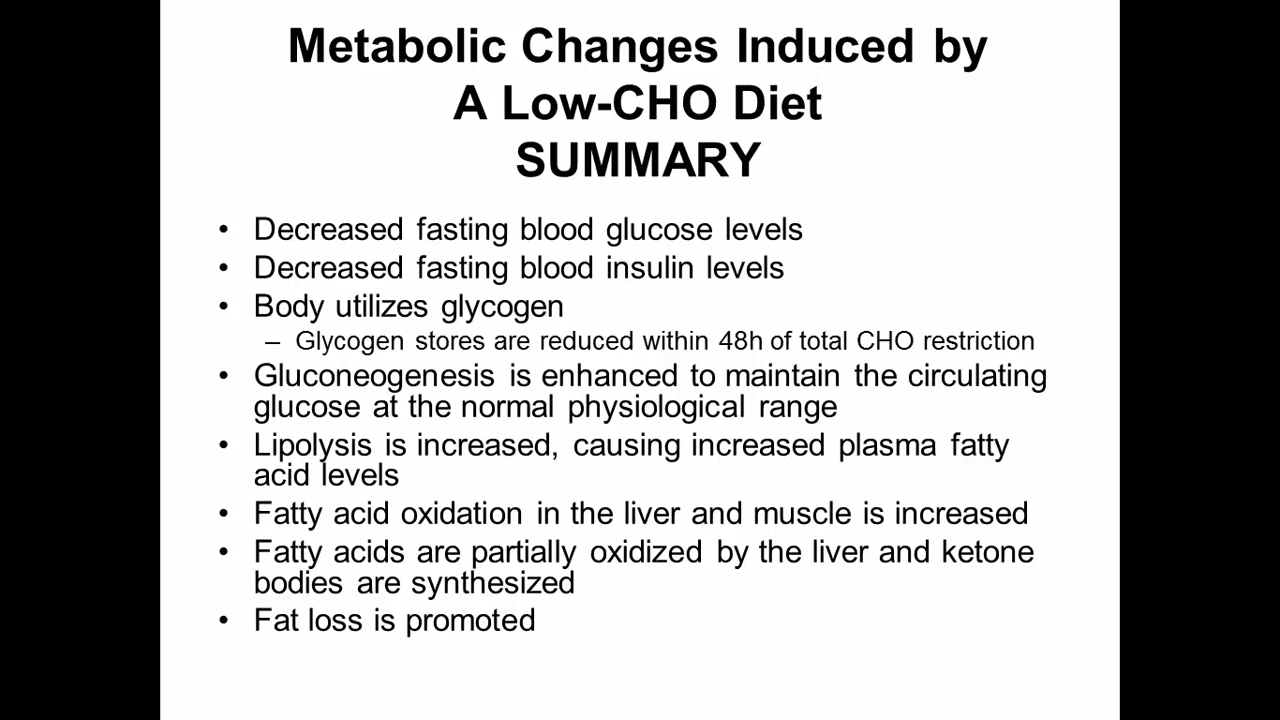 Metabolic Changes Induced by
A Low-CHO Diet
SUMMARY
• Decreased fasting blood glucose levels
• Decreased fasting blood insulin levels
• Body utilizes glycogen
– Glycogen stores are reduced within 48h of total CHO restriction
• Gluconeogenesis is enhanced to maintain the circulating
glucose at the normal physiological range
• Lipolysis is increased, causing increased plasma fatty
acid levels
• Fatty acid oxidation in the liver and muscle is increased
• Fatty acids are partially oxidized by the liver and ketone
bodies are synthesized
• Fat loss is promoted